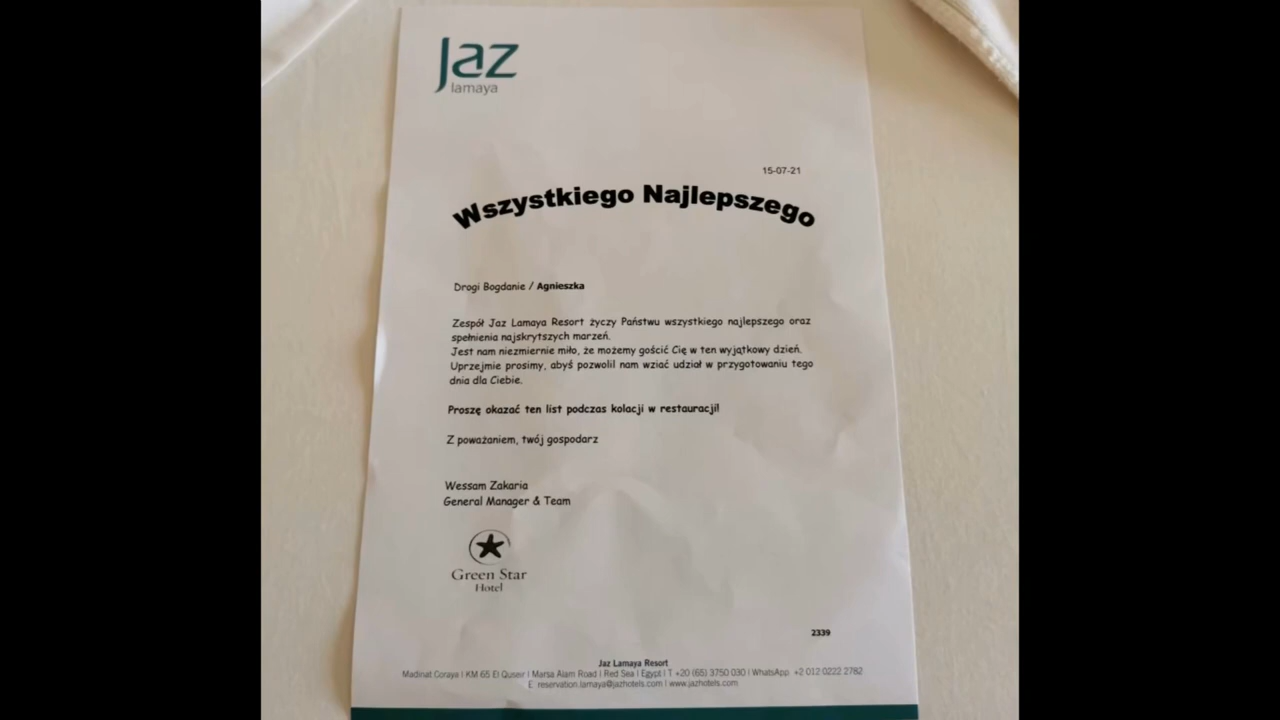 Jaz
lamaya
15-07-21
Wszystkiego Najlepszego
Drogi Bogdanie / Agnieszka
Zespół Jaz Lamaya Resort życzy Państwu wszystkiego najlepszego oraz
spełnienia najskrytszych marzeń.
Jest nam niezmiernie miło, że możemy gościć Cię w ten wyjątkowy dzień.
Uprzejmie prosimy, abyś pozwolil nam wziać udział w przygotowaniu tego
dnia dla Ciebie.
Proszę okazać ten list podczas kolacji w restauracji!
Z poważaniem, twój gospodarz
Wessam Zakaria
General Manager & Team
Green Star
Hotel
2339
Jaz Lamaya Resort
Madinat Coraya | KM 65 El Quseir | Marsa Alam Road | Red Sea | Egypt | T +20 (65) 3750 030 | WhatsApp +2 012 0222 2782
E reservation.lamaya@jazhotels.com | www.jazhotels.com